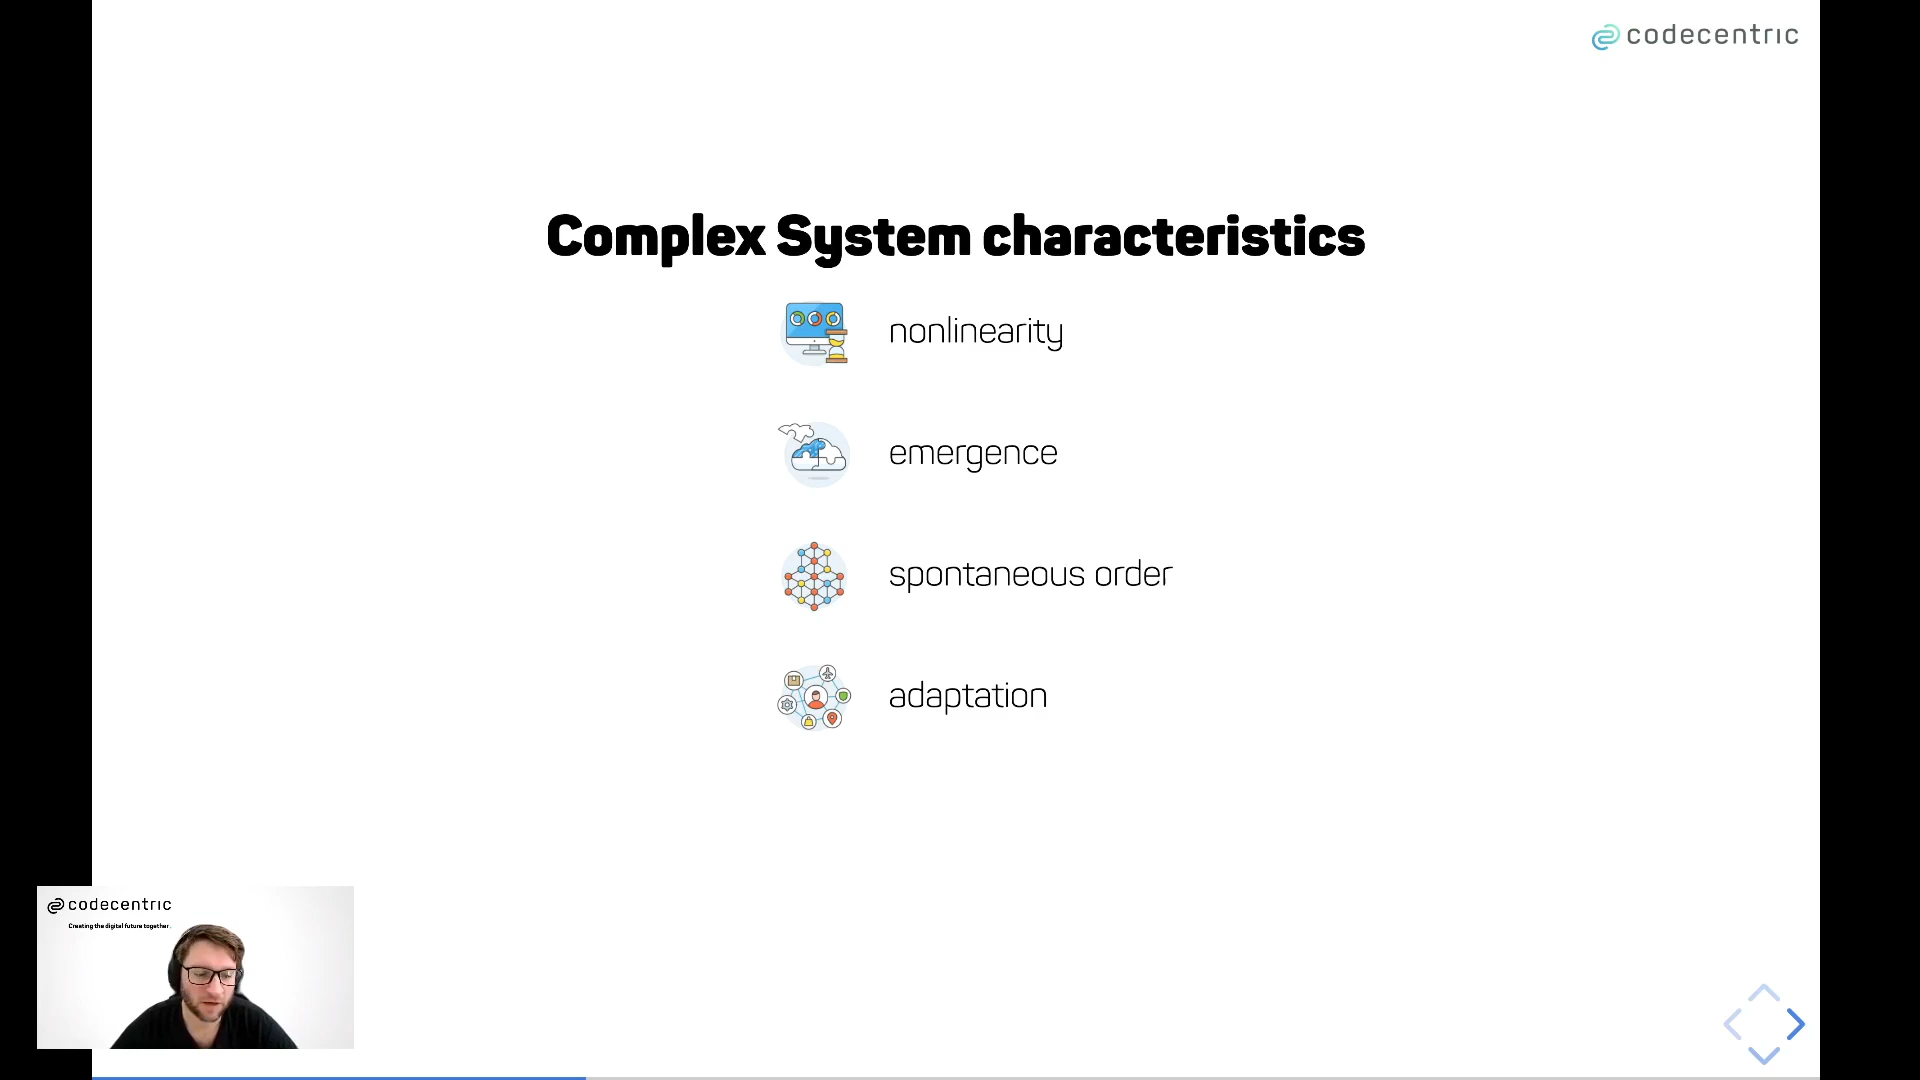 codecentric
Complex System characteristics
nonlinearity
emergence
spontaneous order
adaptation
codecentric
Creating the digital future together.